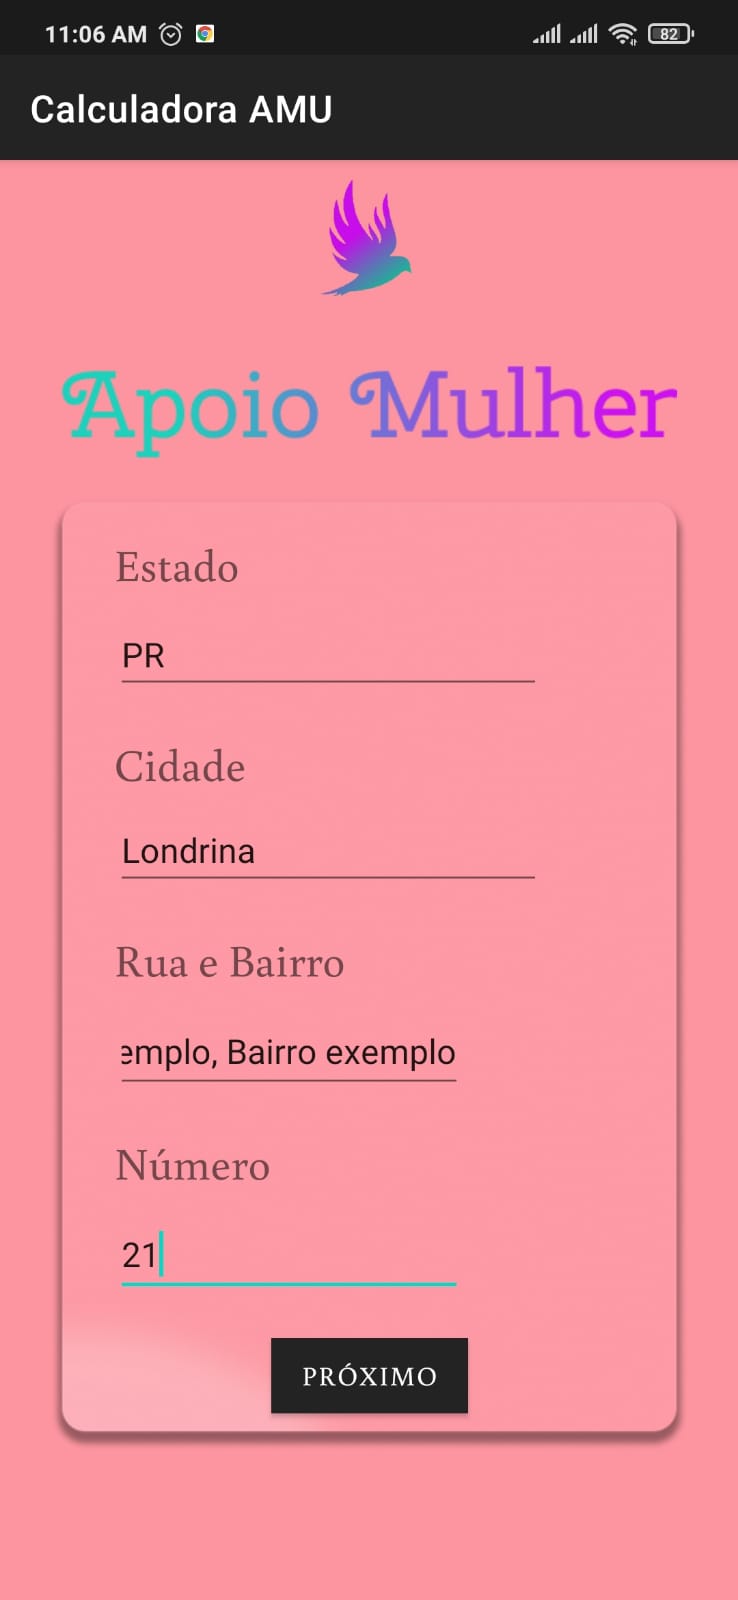 11:06 AM
82
Calculadora AMU
Apoio Mulher
Estado
PR
Cidade
Londrina
Rua e Bairro
emplo, Bairro exemplo
Número
21
PRÓXIMO